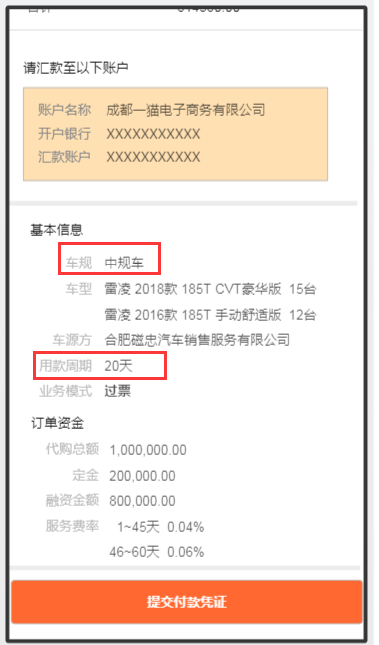 请汇款至以下账户
账户名称 成都一猫电子商务有限公司
开户银行 XXXXXXXXXXX
汇款账户 XXXXXXXXXXX
基本信息
车规 中规车
车型 雷凌 2018款 185T CVT豪华版 15台
雷凌 2016款 185T 手动舒适版 12台
车源方 合肥磁忠汽车销售服务有限公司
用款周期 20天
业务模式 过票
订单资金
代购总额 1,000,000.00
定金 200,000.00
融资金额 800,000.00
服务费率 1~45天 0.04%
46~60天 0.06%
提交付款凭证